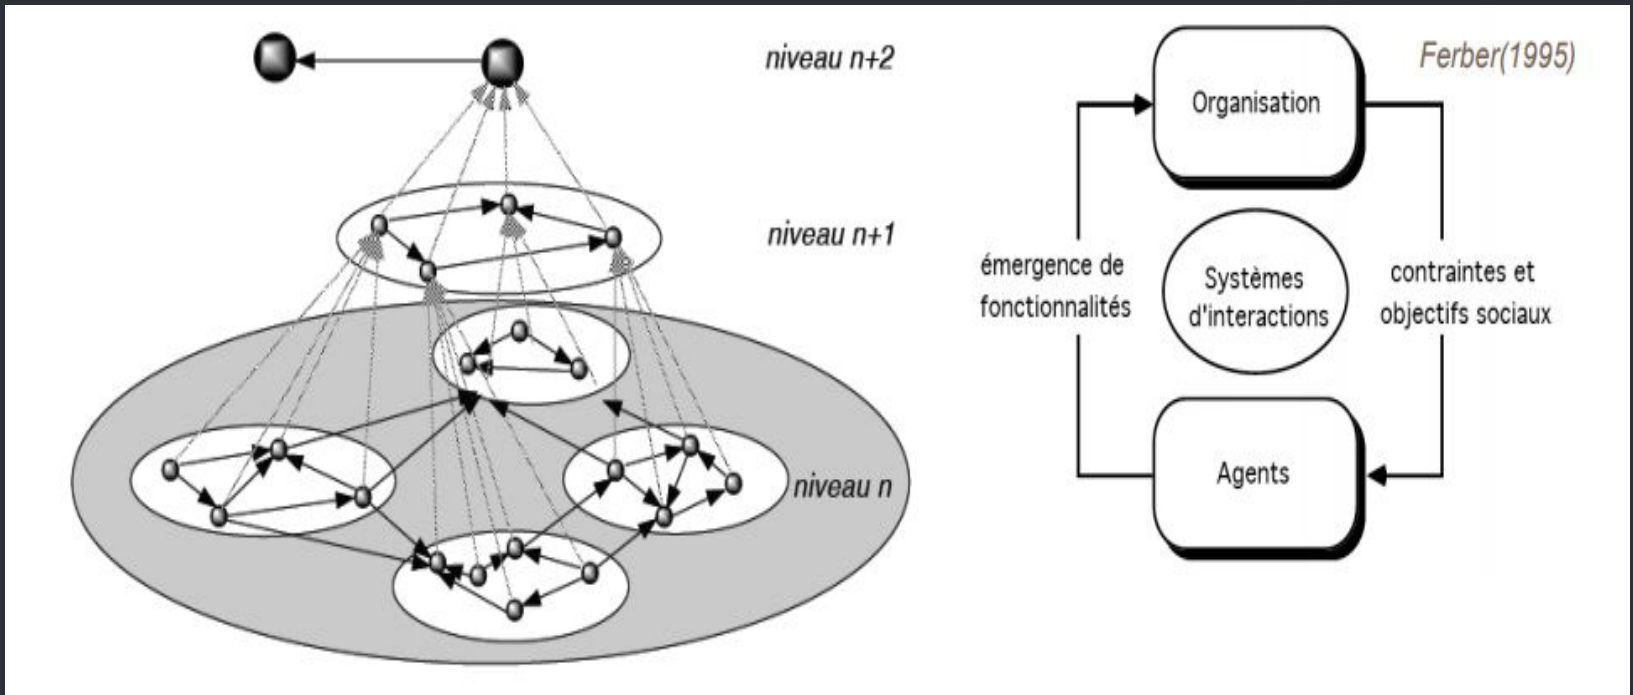 niveau n+2
niveau n+1
niveau n
Ferber(1995)
Organisation
émergence de
fonctionnalités
Systèmes
d'interactions
contraintes et
objectifs sociaux
Agents